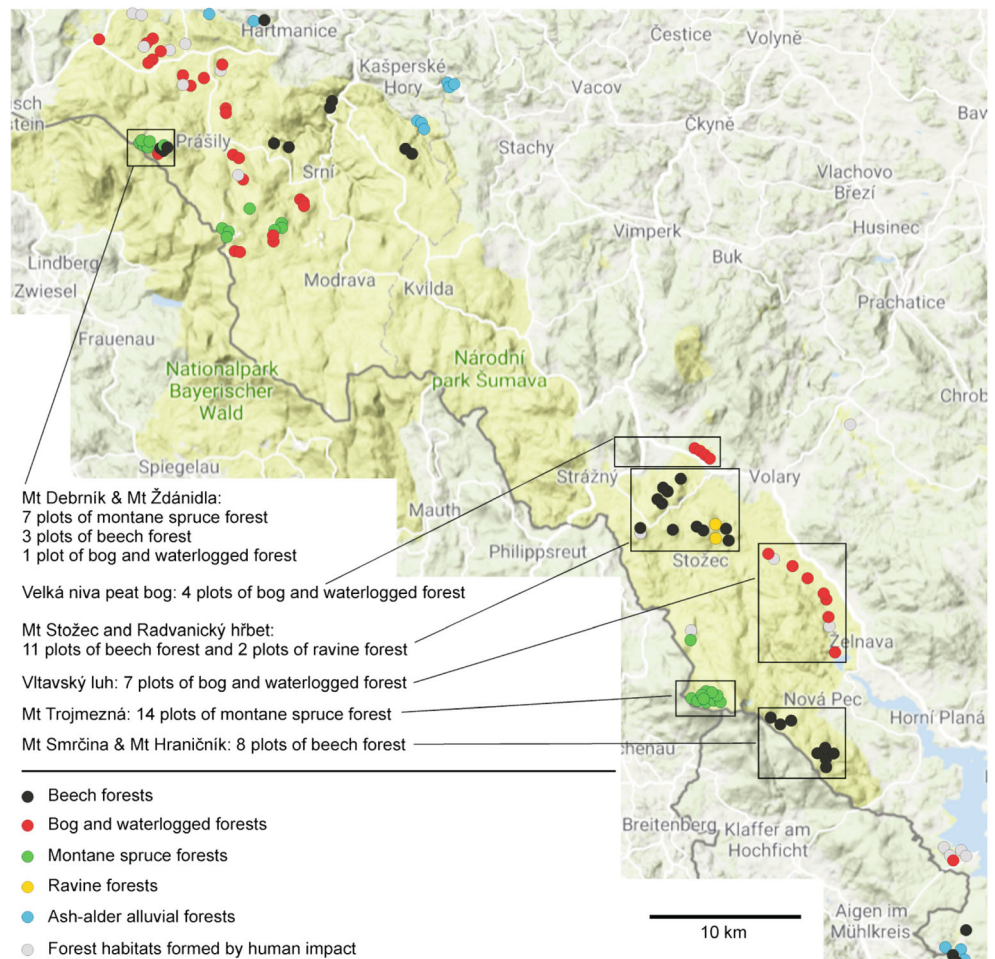 Hartmanice
Čestice
Volyně
Kašperské
Hory
Vacov
Čkyně
Bav
sch
stein
Prášily
Srní
Stachy
Vlachovo
Březí
Husinec
Vimperk
Buk
Lindberg
Zwiesel
Modrava
Kvilda
Prachatice
Frauenau
Národní
park Šumava
Nationalpark
Bayerischer
Wald
Chrob
Spiegelau
Strážný
Volary
Mauth
Philippsreut
Stožec
Želnava
Nová Pec
Horní Planá
chenau
Breitenberg
Klaffer am
Hochficht
Aigen im
Mühlkreis
Mt Debrník & Mt Ždánidla:
7 plots of montane spruce forest
3 plots of beech forest
1 plot of bog and waterlogged forest
Velká niva peat bog: 4 plots of bog and waterlogged forest
Mt Stožec and Radvanický hřbet:
11 plots of beech forest and 2 plots of ravine forest
Vltavský luh: 7 plots of bog and waterlogged forest
Mt Trojmezná: 14 plots of montane spruce forest
Mt Smrčina & Mt Hraničník: 8 plots of beech forest
Beech forests
Bog and waterlogged forests
Montane spruce forests
Ravine forests
Ash-alder alluvial forests
Forest habitats formed by human impact
10 km